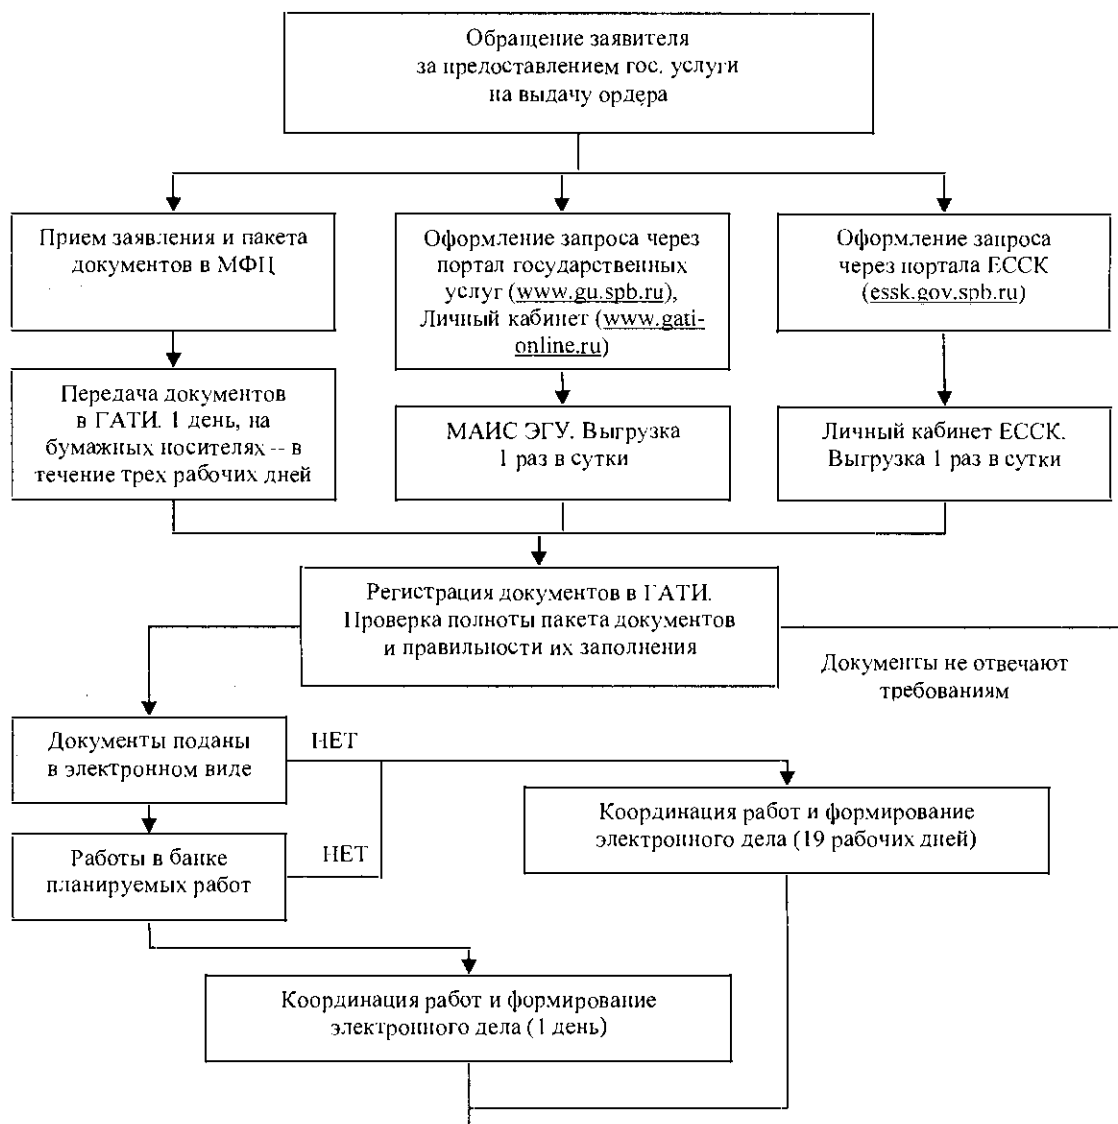 Обращение заявителя
за предоставлением гос. услуги
на выдачу ордера
Прием заявления и пакета
документов в МФЦ
Оформление запроса через
портал государственных
услуг (www.gu.spb.ru),
Личный кабинет (www.gati-
online.ru)
Оформление запроса
через портала ЕССК
(essk.gov.spb.ru)
Передача документов
в ГАТИ. 1 день, на
бумажных носителях -- в
течение трех рабочих дней
МАИС ЭГУ. Выгрузка
1 раз в сутки
Личный кабинет ЕССК.
Выгрузка 1 раз в сутки
Регистрация документов в ГАТИ.
Проверка полноты пакета документов
и правильности их заполнения
Документы не отвечают
требованиям
Документы поданы
в электронном виде
НЕТ
Координация работ и формирование
электронного дела (19 рабочих дней)
Работы в банке
планируемых работ
НЕТ
Координация работ и формирование
электронного дела (1 день)